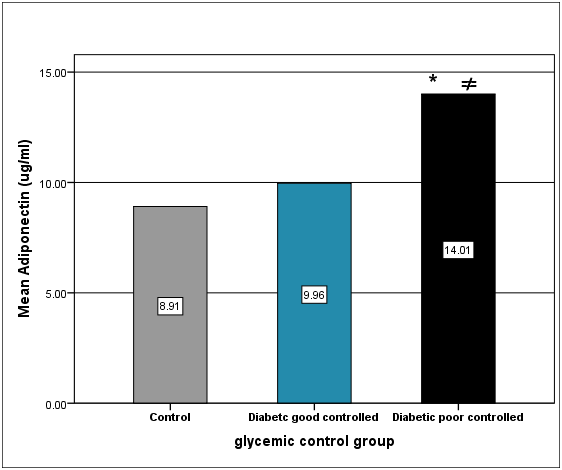 * ≠
15.00
10.00
5.00
0.00
Mean Adiponectin (ug/ml)
8.91
9.96
14.01
Control
Diabetc good controlled
Diabetic poor controlled
glycemic control group